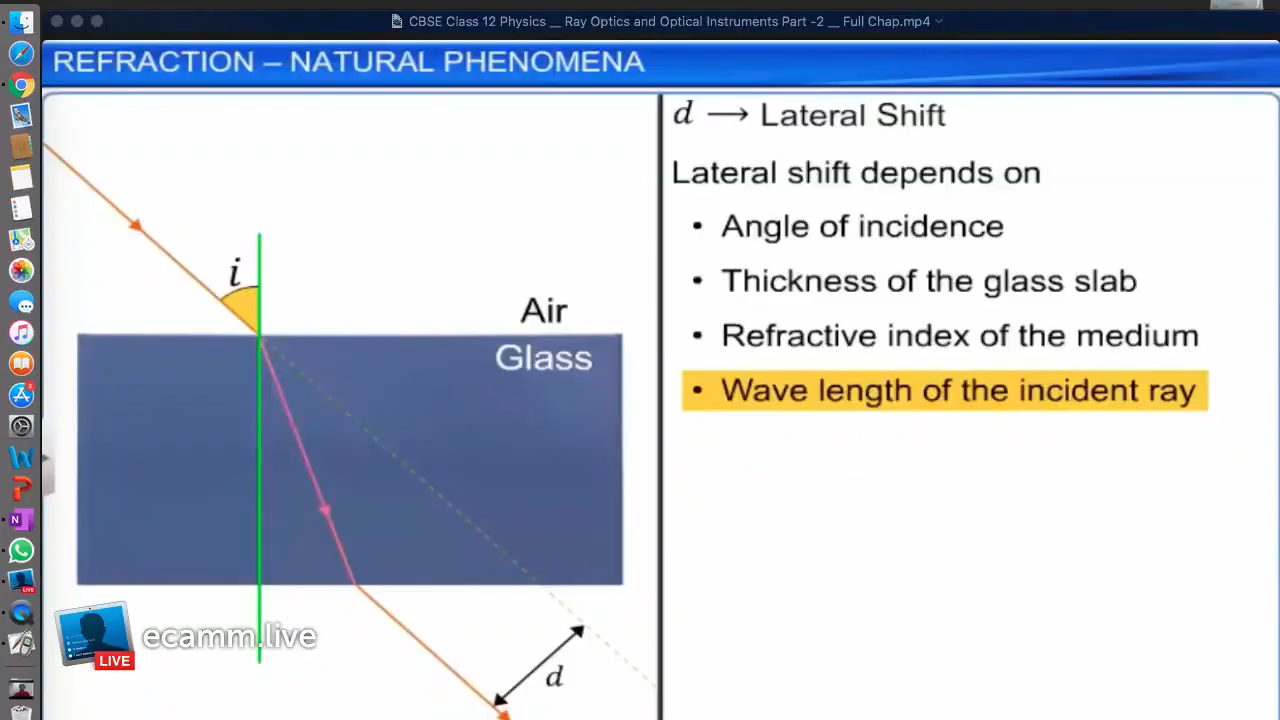 CBSE Class 12 Physics __ Ray Optics and Optical Instruments Part -2 __ Full Chap.mp4
REFRACTION – NATURAL PHENOMENA
d → Lateral Shift
Lateral shift depends on
• Angle of incidence
• Thickness of the glass slab
• Refractive index of the medium
• Wave length of the incident ray
i
Air
Glass
d
ecamm.live
LIVE